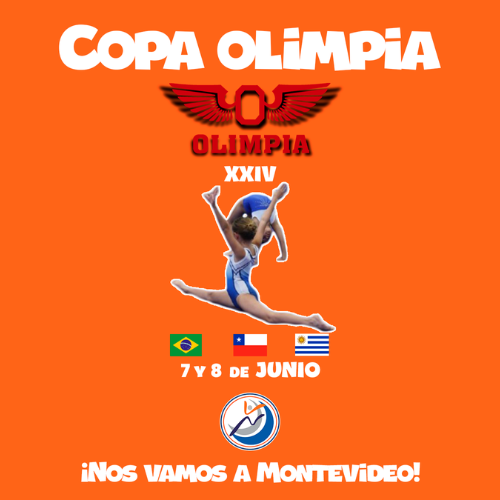 COPA OLIMPIA
O
OLIMPIA
XXIV
7 Y 8 DE JUNIO
¡NOS VAMOS A MONTEVIDEO!